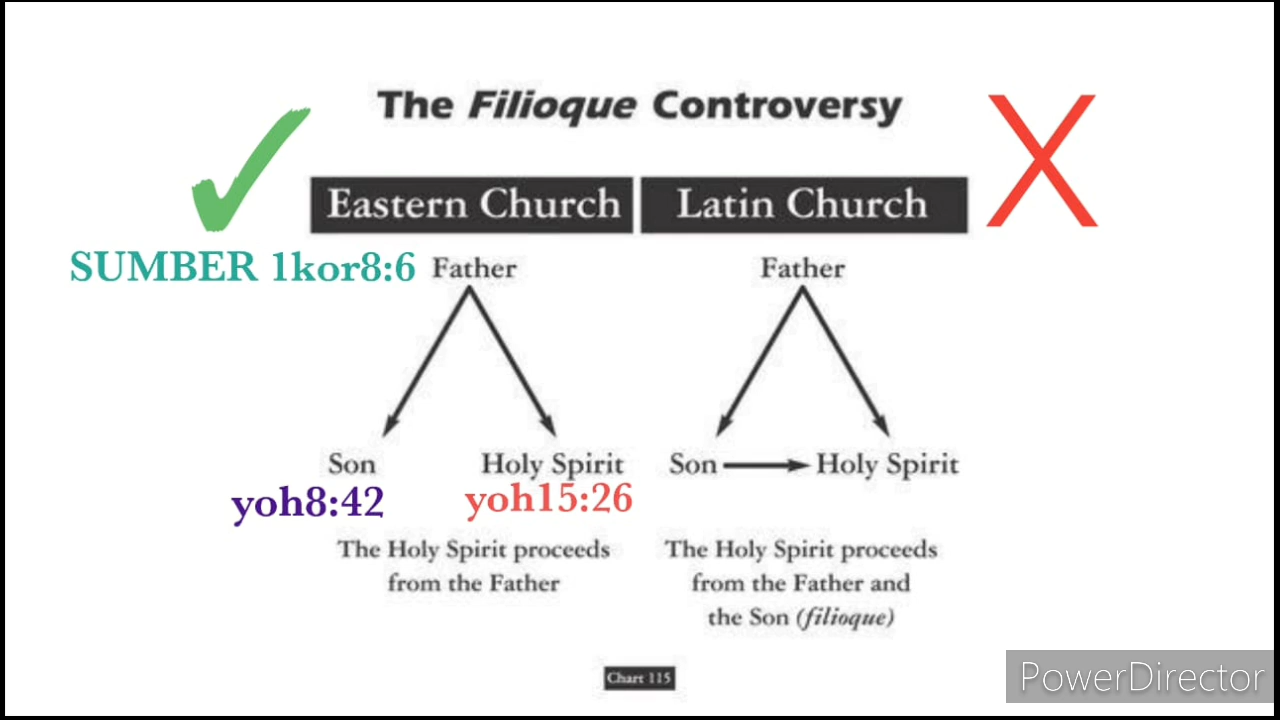 The Filioque Controversy
X
Eastern Church
Latin Church
SUMBER 1kor8:6
Father
Father
Son
Holy Spirit
Son
Holy Spirit
yoh8:42
yoh15:26
The Holy Spirit proceeds
from the Father
The Holy Spirit proceeds
from the Father and
the Son (filioque)
Chart 115
PowerDirector